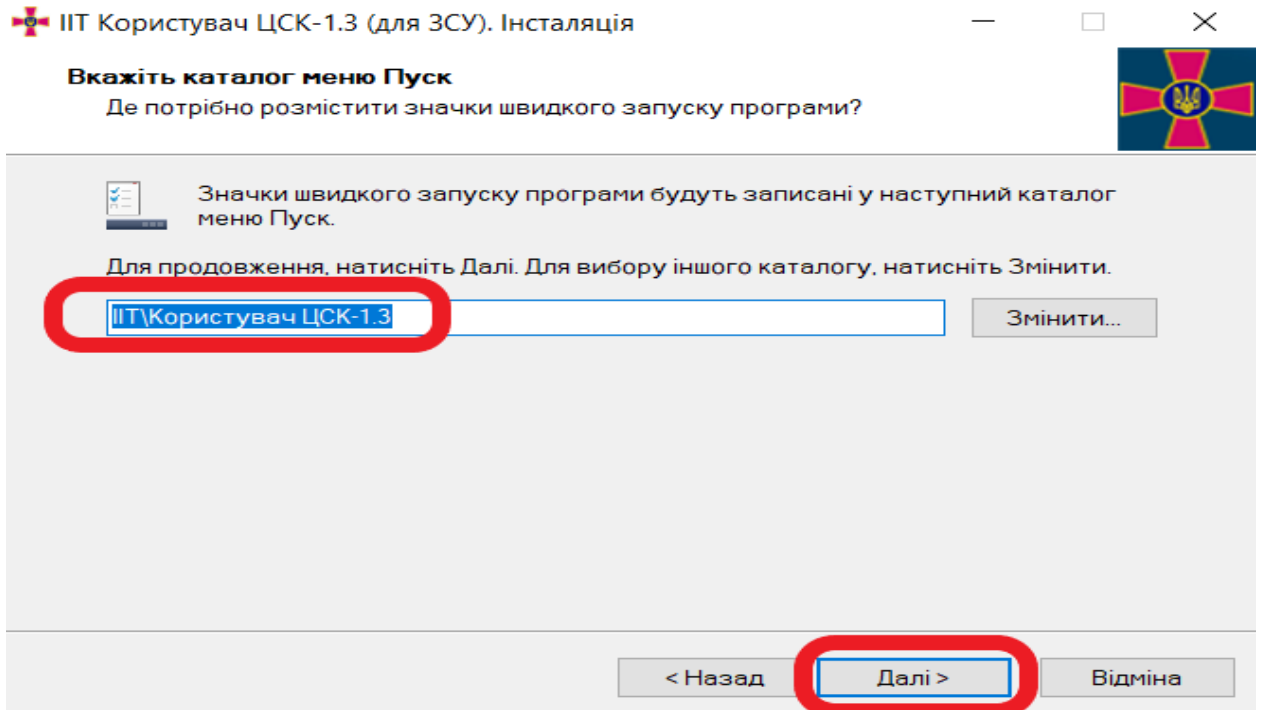 ІІТ Користувач ЦСК-1.3 (для ЗСУ). Інсталяція
Вкажіть каталог меню Пуск
Де потрібно розмістити значки швидкого запуску програми?
Значки швидкого запуску програми будуть записані у наступний каталог
меню Пуск.
Для продовження, натисніть Далі. Для вибору іншого каталогу, натисніть Змінити.
ІІТ\Користувач ЦСК-1.3
Змінити...
< Назад
Далі >
Відміна